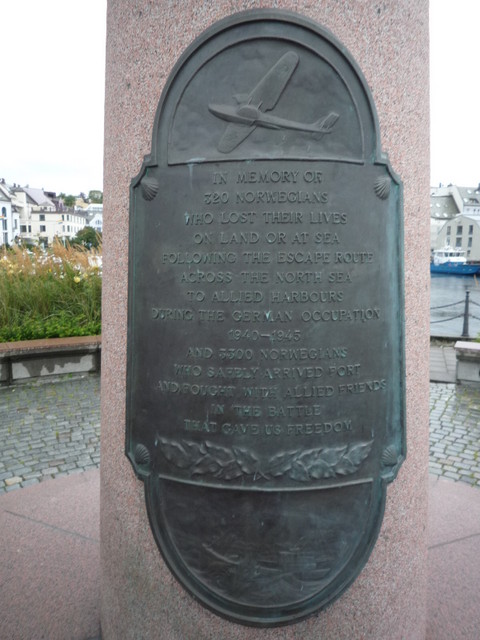 IN MEMORY OF
320 NORWEGIANS
WHO LOST THEIR LIVES
ON LAND OR AT SEA
FOLLOWING THE ESCAPE ROUTE
ACROSS THE NORTH SEA
TO ALLIED HARBOURS
DURING THE GERMAN OCCUPATION
1940-1945
AND 3300 NORWEGIANS
WHO SAFELY ARRIVED PORT
AND FOUGHT WITH ALLIED FRIENDS
IN THE BATTLE
THAT GAVE US FREEDOM